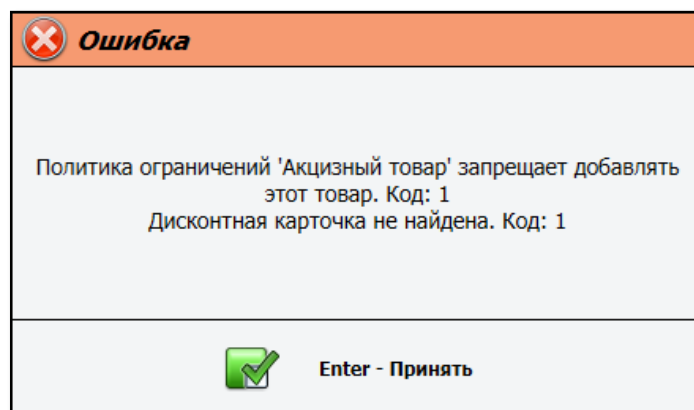 Ошибка
Политика ограничений 'Акцизный товар' запрещает добавлять
этот товар. Код: 1
Дисконтная карточка не найдена. Код: 1
Enter - Принять